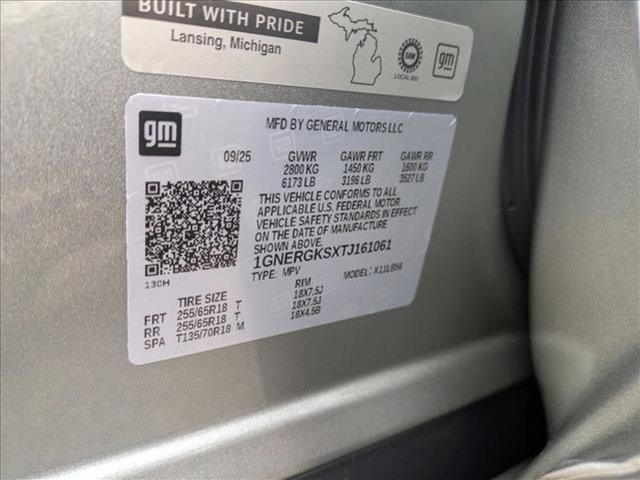 BUILT WITH PRIDE
Lansing, Michigan
LOCAL 602
gm
gm
MFD BY GENERAL MOTORS LLC
09/25 GVWR GAWR FRT GAWR RR
2800 KG 1450 KG 1600 KG
6173 LB 3196 LB 3527 LB
THIS VEHICLE CONFORMS TO ALL
APPLICABLE U.S. FEDERAL MOTOR
VEHICLE SAFETY STANDARDS IN EFFECT
ON THE DATE OF MANUFACTURE
SHOWN ABOVE.
1GNERGKSXTJ161061
TYPE: MPV MODEL: X11LB56
13CH
TIRE SIZE RIM
FRT 255/65R18 T 18X7.5J
RR 255/65R18 T 18X7.5J
SPA T135/70R18 M 18X4.5B